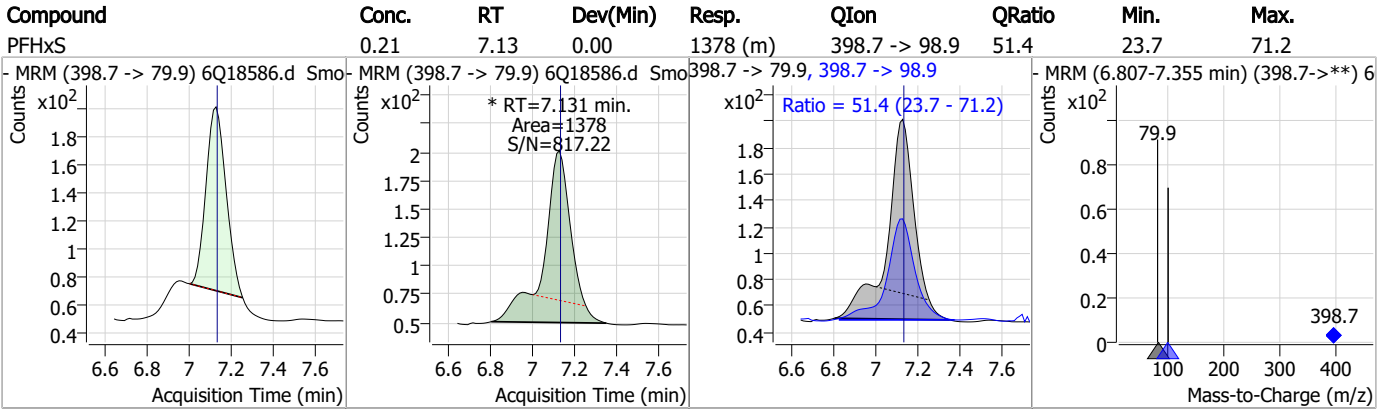 Compound Conc. RT Dev(Min) Resp. QIon QRatio Min. Max.
PFHxS 0.21 7.13 0.00 1378 (m) 398.7 -> 98.9 51.4 23.7 71.2
- MRM (398.7 -> 79.9) 6Q18586.d Smo
Counts
x10²
1.8
1.6
1.4
1.2
1
0.8
0.6
0.4
6.6 6.8 7 7.2 7.4 7.6
Acquisition Time (min)
- MRM (398.7 -> 79.9) 6Q18586.d Smo
Counts
x10²
* RT=7.131 min.
Area=1378
S/N=817.22
2
1.75
1.5
1.25
1
0.75
0.5
6.6 6.8 7 7.2 7.4 7.6
Acquisition Time (min)
398.7 -> 79.9, 398.7 -> 98.9
Counts
x10²
Ratio = 51.4 (23.7 - 71.2)
1.8
1.6
1.4
1.2
1
0.8
0.6
0.4
6.6 6.8 7 7.2 7.4 7.6
Acquisition Time (min)
- MRM (6.807-7.355 min) (398.7->**) 6
Counts
x10²
79.9
0.8
0.6
0.4
0.2
0
398.7
100 200 300 400
Mass-to-Charge (m/z)